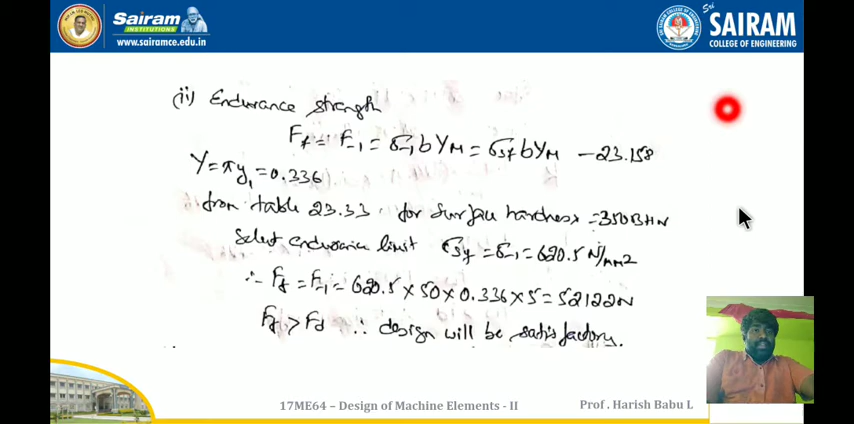 Sairam
INSTITUTIONS
www.sairamce.edu.in
Sri
SAIRAM
COLLEGE OF ENGINEERING
(ii) Endurance strength
Ff = F-1 = σ-1 b Y m = σsf b Y m — 23.158
Y = π y1 = 0.336
from table 23.33 for surface hardness = 350 BHN
Select endurance limit σsf = σ-1 = 620.5 N/mm2
∴ Ff = F-1 = 620.5 × 50 × 0.336 × 5 = 52122 N
Ff > Fd ∴ design will be satisfactory.
17ME64 – Design of Machine Elements - II
Prof . Harish Babu L